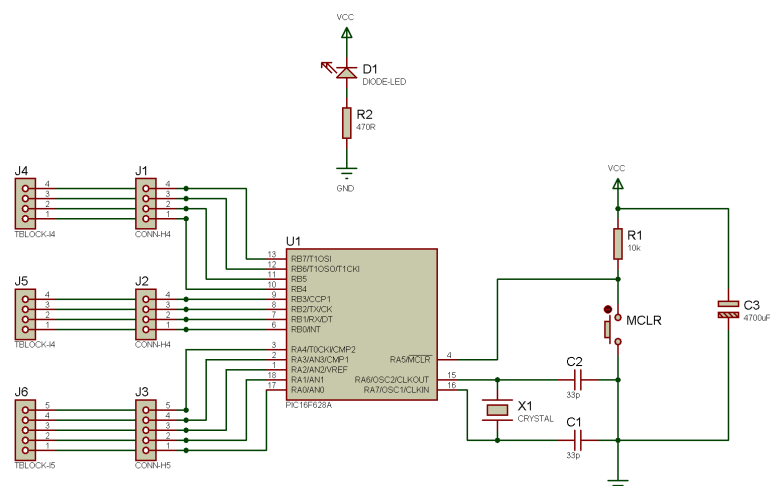 VCC
D1
DIODE-LED
R2
470R
GND
J4
4
3
2
1
TBLOCK-I4
J1
4
3
2
1
CONN-H4
J5
4
3
2
1
TBLOCK-I4
J2
4
3
2
1
CONN-H4
J6
5
4
3
2
1
TBLOCK-I5
J3
5
4
3
2
1
CONN-H5
U1
13 RB7/T1OSI
12 RB6/T1OSO/T1CKI
11 RB5
10 RB4
9 RB3/CCP1
8 RB2/TX/CK
7 RB1/RX/DT
6 RB0/INT
3 RA4/T0CKI/CMP2
2 RA3/AN3/CMP1
1 RA2/AN2/VREF
18 RA1/AN1
17 RA0/AN0
RA5/MCLR 4
RA6/OSC2/CLKOUT 15
RA7/OSC1/CLKIN 16
PIC16F628A
VCC
R1
10k
MCLR
C3
4700uF
C2
33p
X1
CRYSTAL
C1
33p